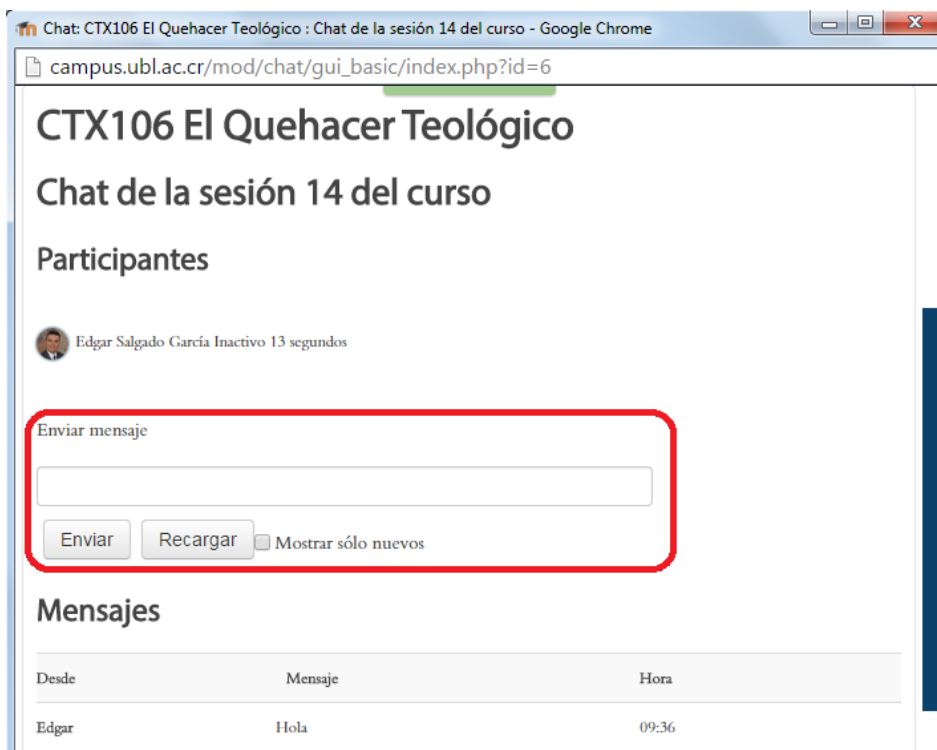 Chat: CTX106 El Quehacer Teológico : Chat de la sesión 14 del curso - Google Chrome
campus.ubl.ac.cr/mod/chat/gui_basic/index.php?id=6
CTX106 El Quehacer Teológico
Chat de la sesión 14 del curso
Participantes
Edgar Salgado García Inactivo 13 segundos
Enviar mensaje
Enviar Recargar Mostrar sólo nuevos
Mensajes
Desde Mensaje Hora
Edgar Hola 09:36